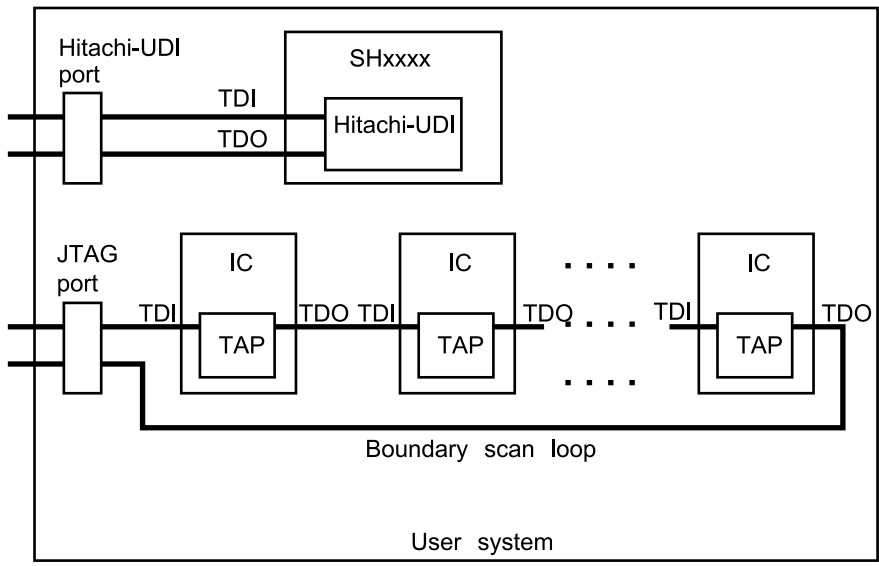 Hitachi-UDI
port
SHxxxx
TDI
Hitachi-UDI
TDO
JTAG
port
IC
IC
. . . .
IC
TDI
TDO
TDI
TDO
. . . .
TDI
TDO
TAP
TAP
TAP
. . . .
Boundary scan loop
User system